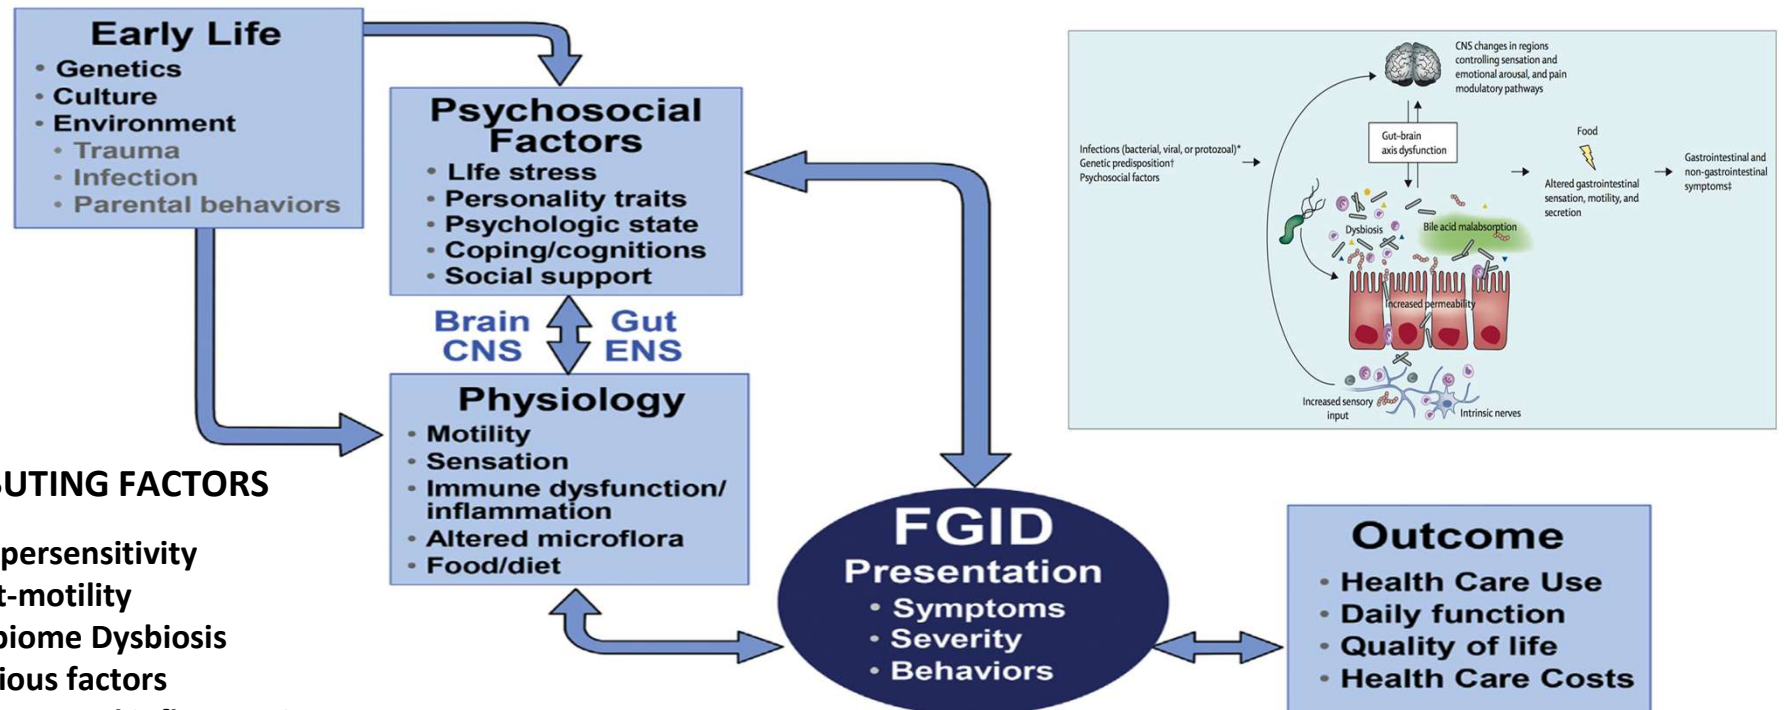 Early Life
• Genetics
• Culture
• Environment
• Trauma
• Infection
• Parental behaviors
Psychosocial
Factors
• LIfe stress
• Personality traits
• Psychologic state
• Coping/cognitions
• Social support
Brain
CNS
Gut
ENS
Physiology
• Motility
• Sensation
• Immune dysfunction/
inflammation
• Altered microflora
• Food/diet
BUTING FACTORS
persensitivity
t-motility
biome Dysbiosis
ious factors
FGID
Presentation
• Symptoms
• Severity
• Behaviors
Outcome
• Health Care Use
• Daily function
• Quality of life
• Health Care Costs
CNS changes in regions
controlling sensation and
emotional arousal, and pain
modulatory pathways
Gut–brain
axis dysfunction
Infections (bacterial, viral, or protozoal)*
Genetic predisposition†
Psychosocial factors
Food
Altered gastrointestinal
sensation, motility, and
secretion
Gastrointestinal and
non-gastrointestinal
symptoms‡
Dysbiosis
Bile acid malabsorption
Increased permeability
Increased sensory
input
Intrinsic nerves